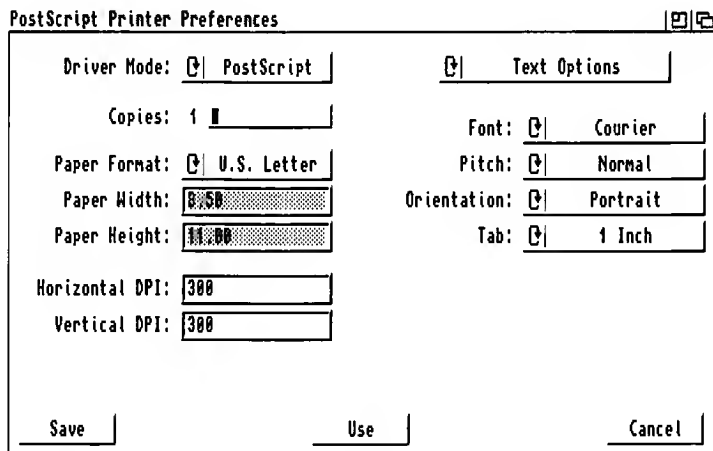 PostScript Printer Preferences
Driver Mode: PostScript
Text Options
Copies: 1
Font: Courier
Paper Format: U.S. Letter
Pitch: Normal
Paper Width: 8.50
Orientation: Portrait
Paper Height: 11.00
Tab: 1 Inch
Horizontal DPI: 300
Vertical DPI: 300
Save
Use
Cancel